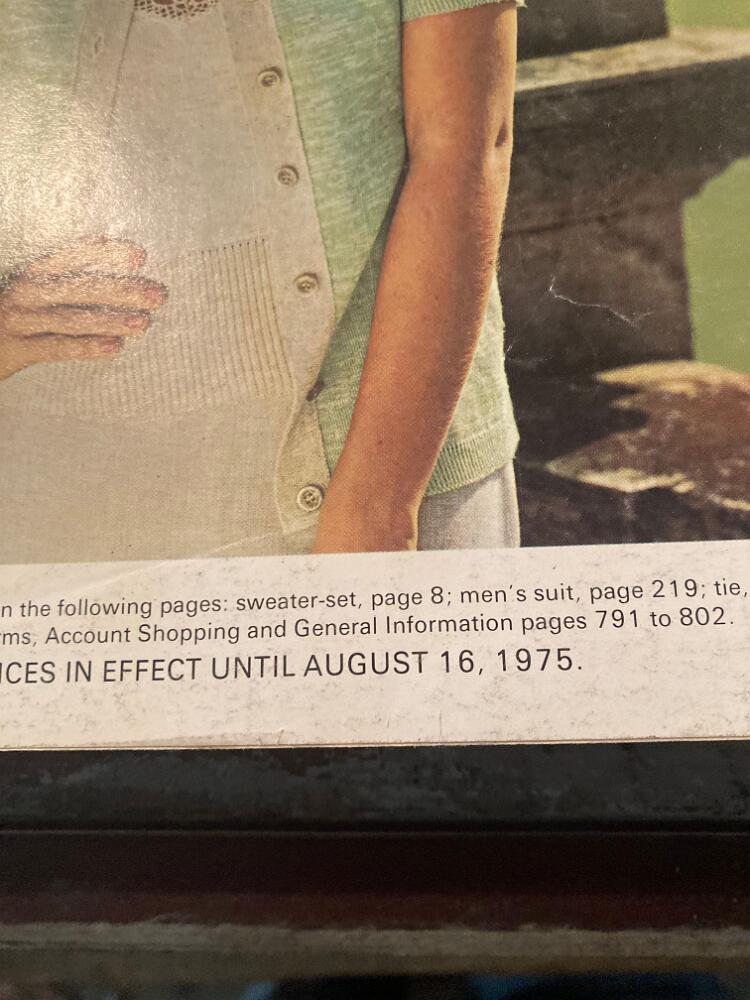 n the following pages: sweater-set, page 8; men's suit, page 219; tie,
ms, Account Shopping and General Information pages 791 to 802.
ICES IN EFFECT UNTIL AUGUST 16, 1975.